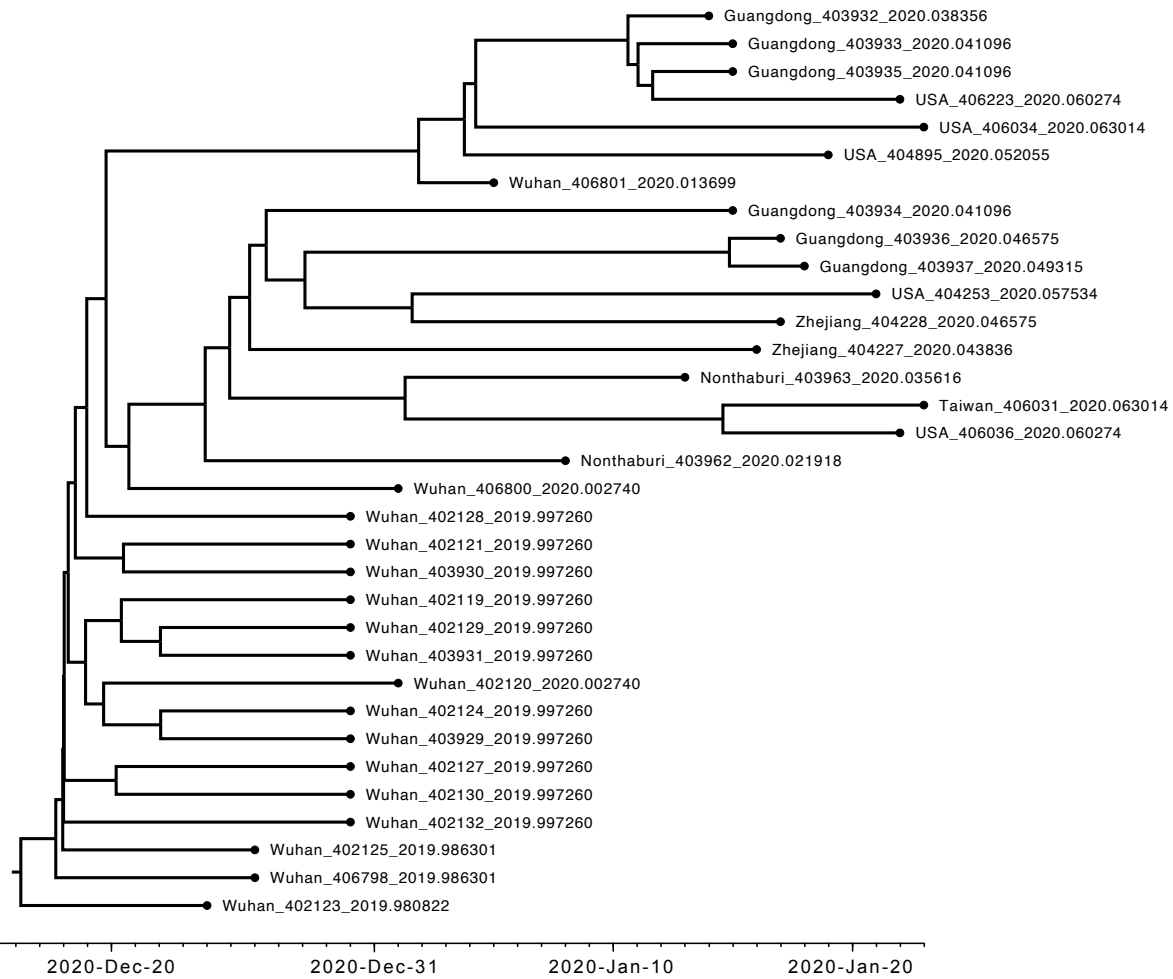 Guangdong_403932_2020.038356
Guangdong_403933_2020.041096
Guangdong_403935_2020.041096
USA_406223_2020.060274
USA_406034_2020.063014
USA_404895_2020.052055
Wuhan_406801_2020.013699
Guangdong_403934_2020.041096
Guangdong_403936_2020.046575
Guangdong_403937_2020.049315
USA_404253_2020.057534
Zhejiang_404228_2020.046575
Zhejiang_404227_2020.043836
Nonthaburi_403963_2020.035616
Taiwan_406031_2020.063014
USA_406036_2020.060274
Nonthaburi_403962_2020.021918
Wuhan_406800_2020.002740
Wuhan_402128_2019.997260
Wuhan_402121_2019.997260
Wuhan_403930_2019.997260
Wuhan_402119_2019.997260
Wuhan_402129_2019.997260
Wuhan_403931_2019.997260
Wuhan_402120_2020.002740
Wuhan_402124_2019.997260
Wuhan_403929_2019.997260
Wuhan_402127_2019.997260
Wuhan_402130_2019.997260
Wuhan_402132_2019.997260
Wuhan_402125_2019.986301
Wuhan_406798_2019.986301
Wuhan_402123_2019.980822
2020-Dec-20 2020-Dec-31 2020-Jan-10 2020-Jan-20